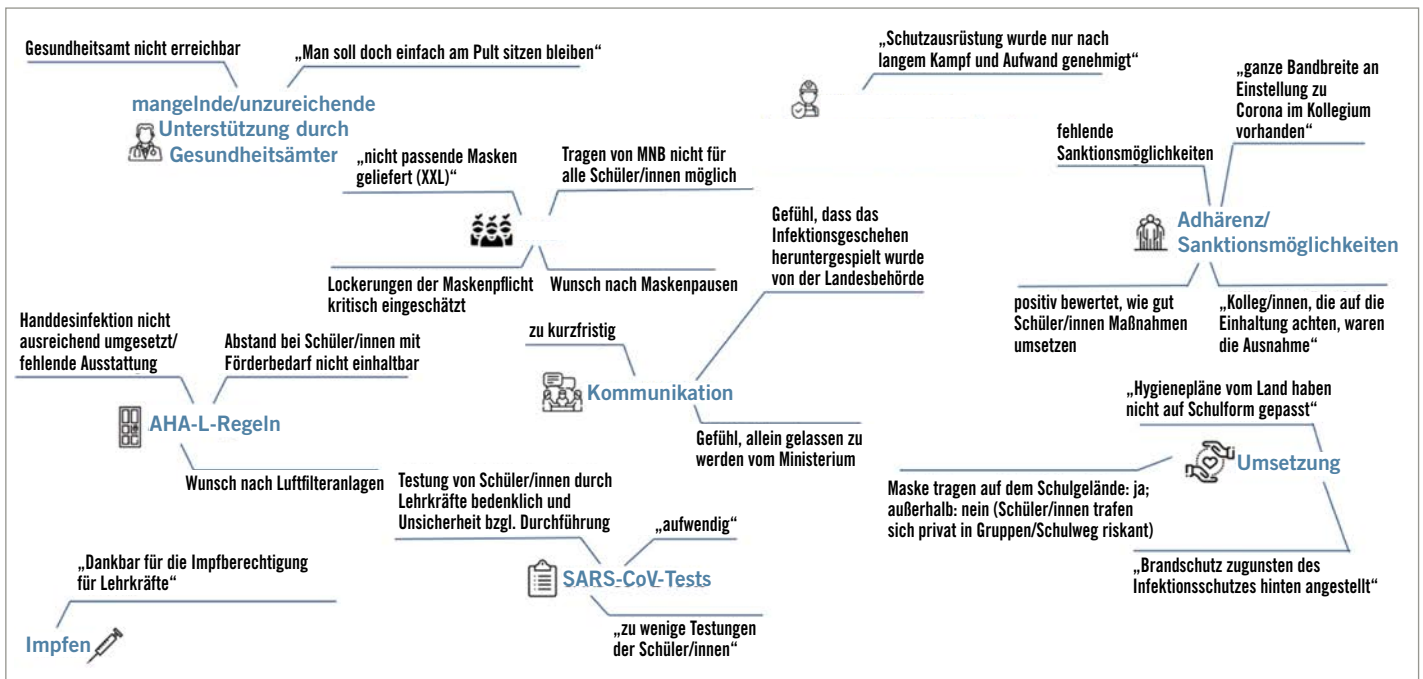 Gesundheitsamt nicht erreichbar
„Man soll doch einfach am Pult sitzen bleiben“
mangelnde/unzureichende
Unterstützung durch
Gesundheitsämter
„Schutzausrüstung wurde nur nach
langem Kampf und Aufwand genehmigt“
„ganze Bandbreite an
Einstellung zu
Corona im Kollegium
vorhanden“
fehlende
Sanktionsmöglichkeiten
Adhärenz/
Sanktionsmöglichkeiten
positiv bewertet, wie gut
Schüler/innen Maßnahmen
umsetzen
„Kolleg/innen, die auf die
Einhaltung achten, waren
die Ausnahme“
„nicht passende Masken
geliefert (XXL)“
Tragen von MNB nicht für
alle Schüler/innen möglich
Lockerungen der Maskenpflicht
kritisch eingeschätzt
Wunsch nach Maskenpausen
Gefühl, dass das
Infektionsgeschehen
heruntergespielt wurde
von der Landesbehörde
zu kurzfristig
Kommunikation
Gefühl, allein gelassen zu
werden vom Ministerium
Handdesinfektion nicht
ausreichend umgesetzt/
fehlende Ausstattung
Abstand bei Schüler/innen mit
Förderbedarf nicht einhaltbar
AHA-L-Regeln
Wunsch nach Luftfilteranlagen
„Hygienepläne vom Land haben
nicht auf Schulform gepasst“
Umsetzung
Maske tragen auf dem Schulgelände: ja;
außerhalb: nein (Schüler/innen trafen
sich privat in Gruppen/Schulweg riskant)
„Brandschutz zugunsten des
Infektionsschutzes hinten angestellt“
Testung von Schüler/innen durch
Lehrkräfte bedenklich und
Unsicherheit bzgl. Durchführung
„aufwendig“
SARS-CoV-Tests
„zu wenige Testungen
der Schüler/innen“
„Dankbar für die Impfberechtigung
für Lehrkräfte“
Impfen